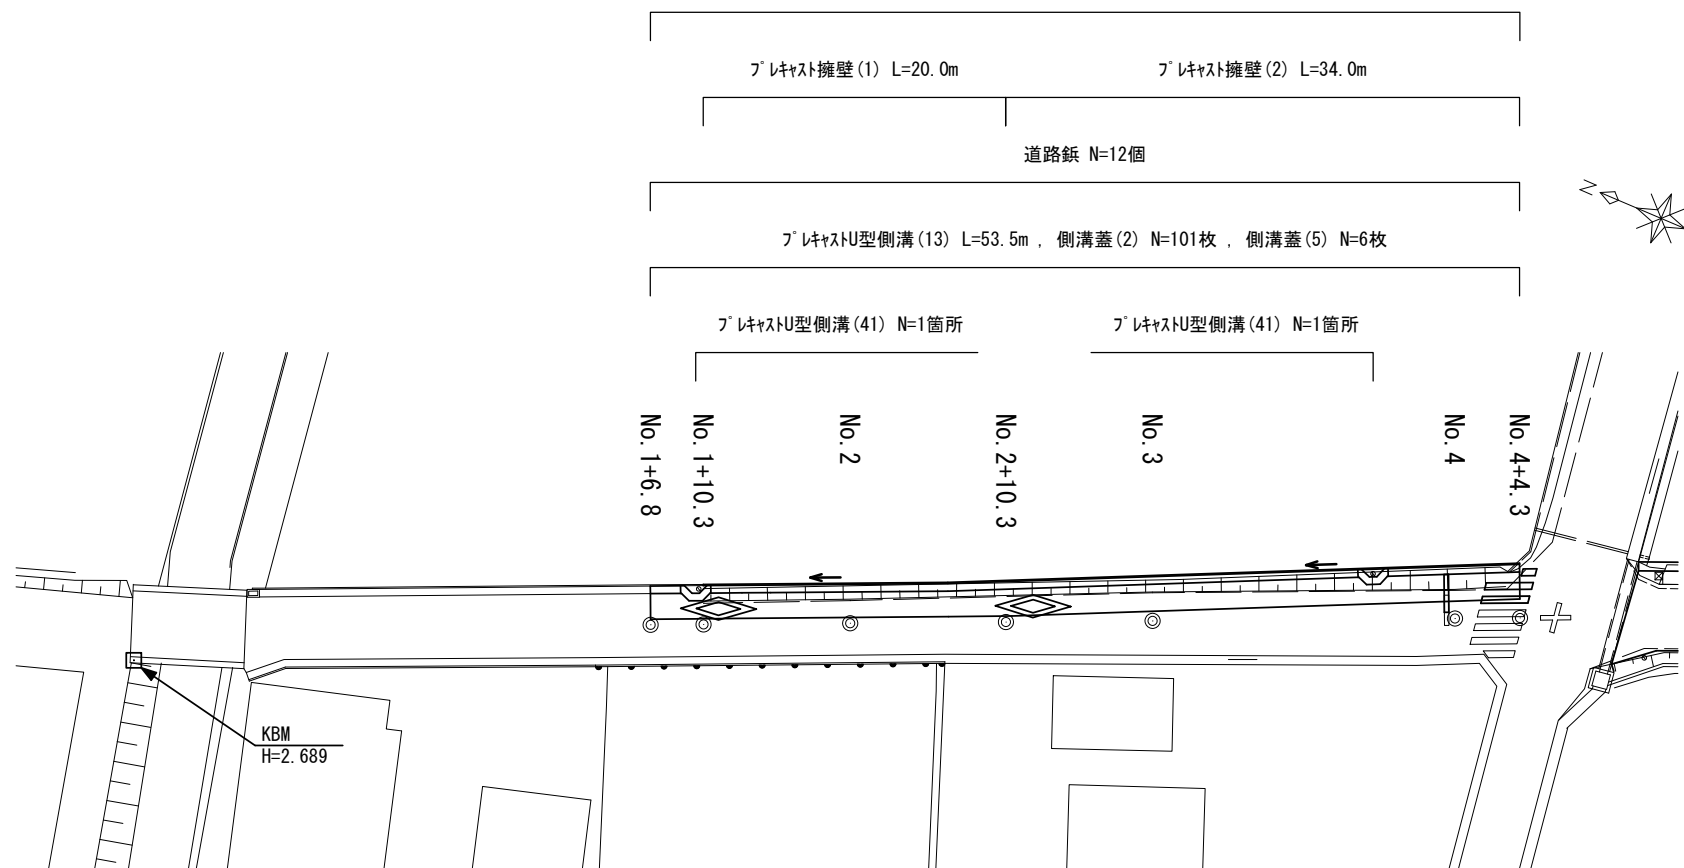 プレキャスト擁壁(1) L=20.0m
プレキャスト擁壁(2) L=34.0m
道路鋲 N=12個
プレキャストU型側溝(13) L=53.5m , 側溝蓋(2) N=101枚 , 側溝蓋(5) N=6枚
プレキャストU型側溝(41) N=1箇所
プレキャストU型側溝(41) N=1箇所
No.1+6.8
No.1+10.3
No.2
No.2+10.3
No.3
No.4
No.4+4.3
N
KBM
H=2.689